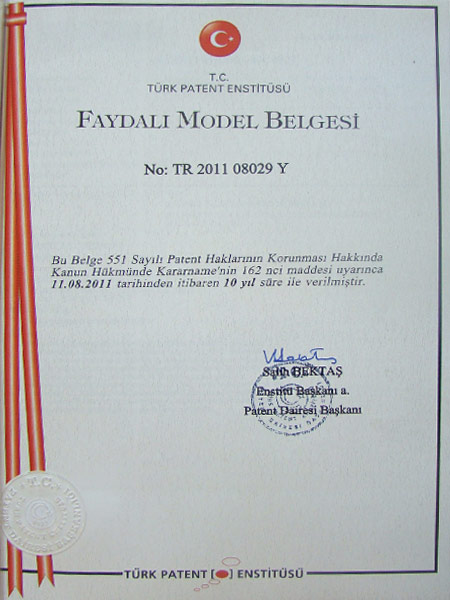 T.C.
TÜRK PATENT ENSTİTÜSÜ
FAYDALI MODEL BELGESİ
No: TR 2011 08029 Y
Bu Belge 551 Sayılı Patent Haklarının Korunması Hakkında
Kanun Hükmünde Kararname'nin 162 nci maddesi uyarınca
11.08.2011 tarihinden itibaren 10 yıl süre ile verilmiştir.
Salih BEKTAŞ
Enstitü Başkanı a.
Patent Dairesi Başkanı
T.C.
TÜRK PATENT ENSTİTÜSÜ